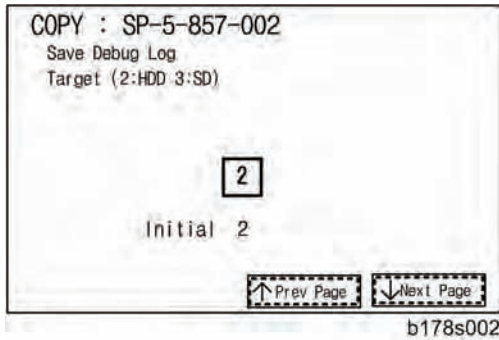 COPY : SP-5-857-002
Save Debug Log
Target (2:HDD 3:SD)
2
Initial 2
↑Prev Page ↓Next Page
b178s002